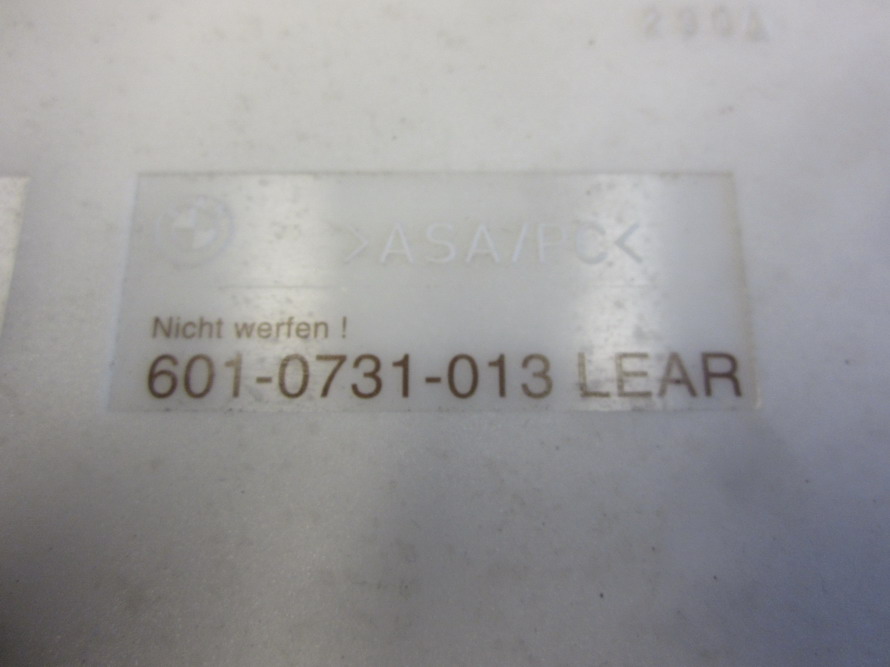 >ASA/PC<
Nicht werfen !
601-0731-013 LEAR